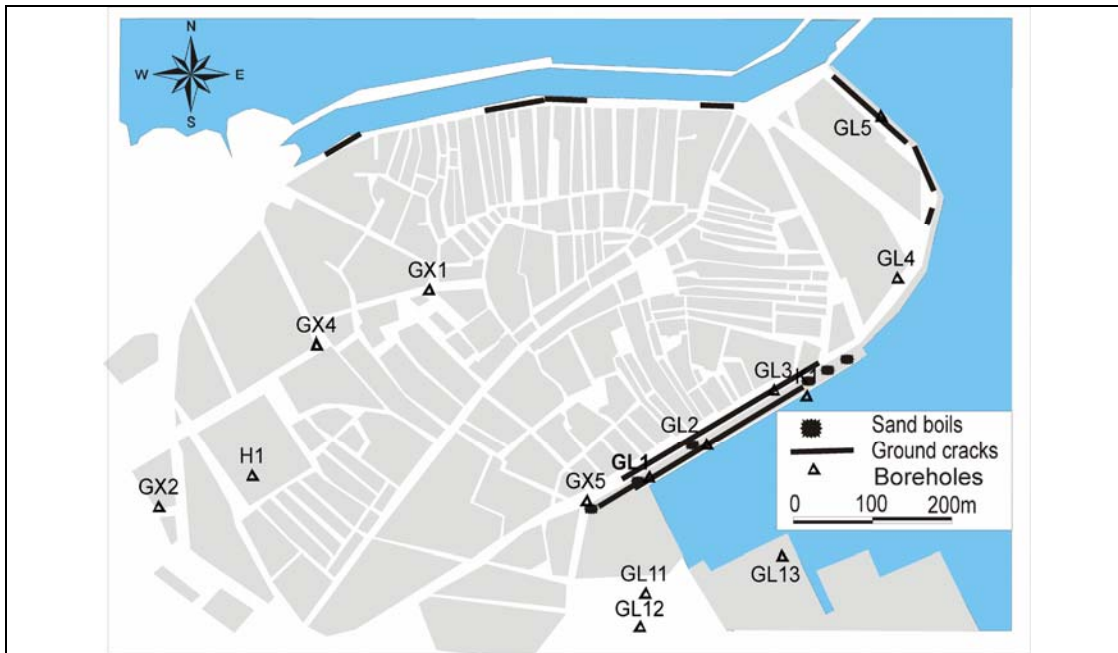 N
W E
S
GL5
GL4
GX1
GX4
GL3
GL2
GL1
GX5
H1
GX2
GL11
GL12
GL13
Sand boils
Ground cracks
Boreholes
0 100 200m